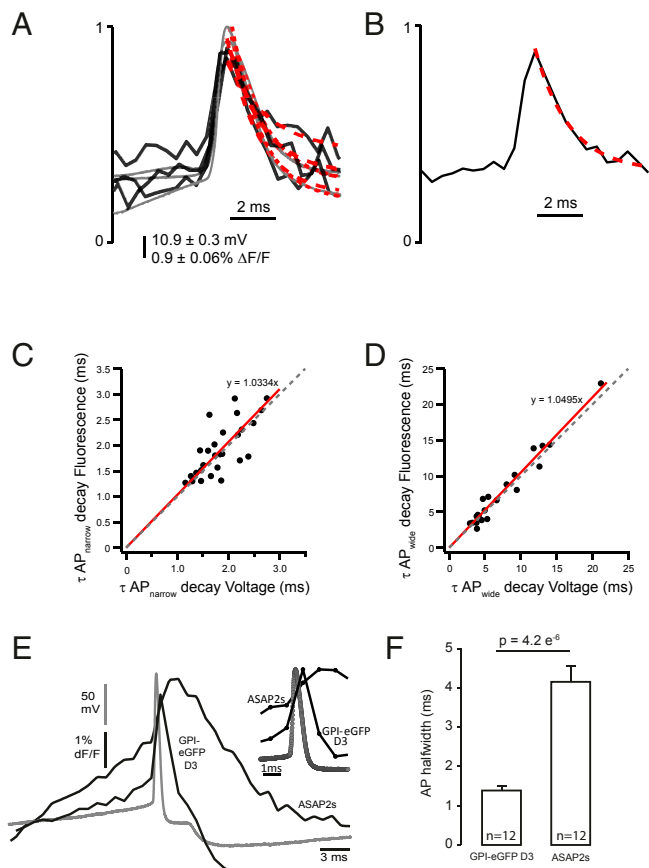 A
1
0
2 ms
10.9 ± 0.3 mV
0.9 ± 0.06% ΔF/F
B
1
0
2 ms
C
τ APnarrow decay Fluorescence (ms)
3.5
3.0
2.5
2.0
1.5
1.0
0.5
0
y = 1.0334x
0
1.0
2.0
3.0
τ APnarrow decay Voltage (ms)
D
τ APwide decay Fluorescence (ms)
25
20
15
10
5
0
y = 1.0495x
0
5
10
15
20
25
τ APwide decay Voltage (ms)
E
50
mV
1%
dF/F
GPI-
eGFP
D3
ASAP2s
3 ms
ASAP2s
GPI-eGFP
D3
1ms
F
AP halfwidth (ms)
5
4
3
2
1
0
p = 4.2 e-6
n=12
n=12
GPI-eGFP D3
ASAP2s